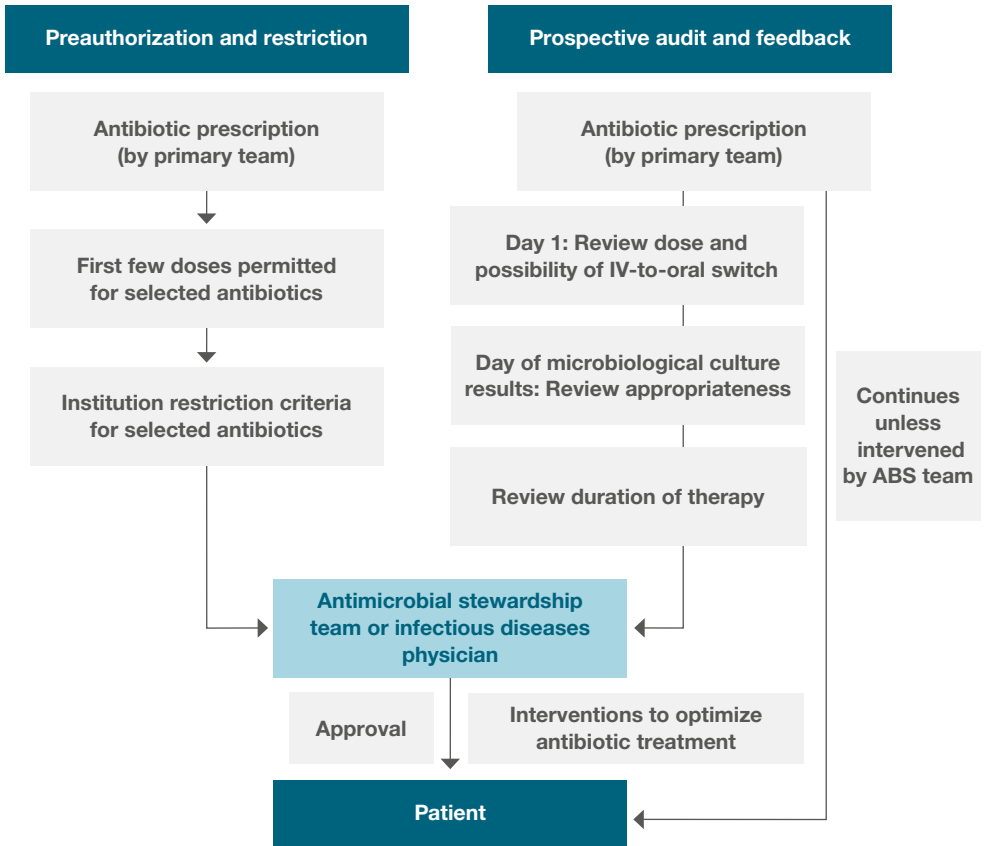 Preauthorization and restriction
Antibiotic prescription
(by primary team)
First few doses permitted
for selected antibiotics
Institution restriction criteria
for selected antibiotics
Prospective audit and feedback
Antibiotic prescription
(by primary team)
Day 1: Review dose and
possibility of IV-to-oral switch
Day of microbiological culture
results: Review appropriateness
Review duration of therapy
Continues
unless
intervened
by ABS team
Antimicrobial stewardship
team or infectious diseases
physician
Approval
Interventions to optimize
antibiotic treatment
Patient